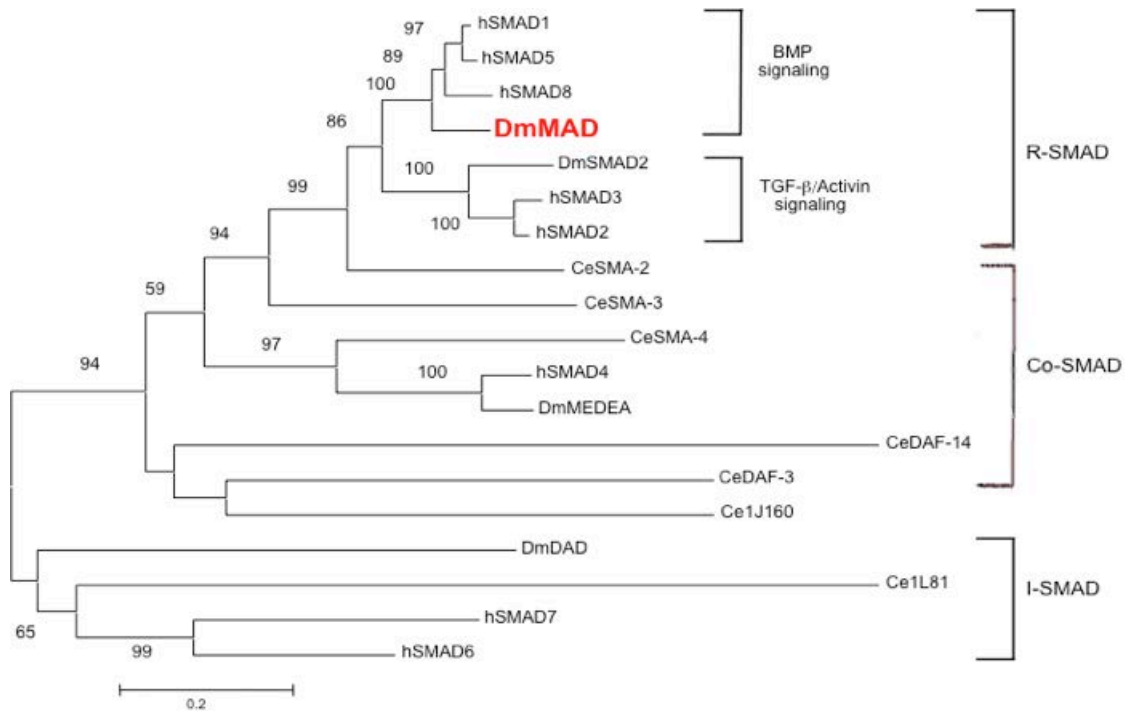 97
hSMAD1
89
hSMAD5
BMP
signaling
100
hSMAD8
86
DmMAD
R-SMAD
100
DmSMAD2
99
hSMAD3
TGF-β/Activin
signaling
100
hSMAD2
94
CeSMA-2
59
CeSMA-3
97
CeSMA-4
94
100
hSMAD4
Co-SMAD
DmMEDEA
CeDAF-14
CeDAF-3
Ce1J160
DmDAD
Ce1L81
I-SMAD
65
hSMAD7
99
hSMAD6
0.2